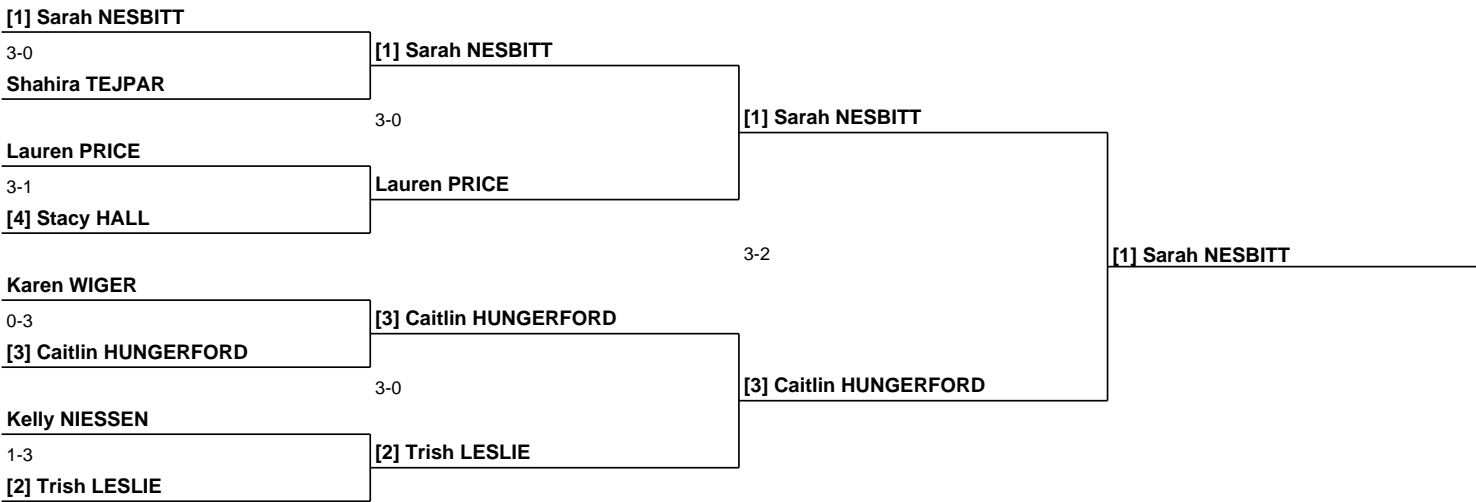 [1] Sarah NESBITT
3-0
[1] Sarah NESBITT
Shahira TEJPAR
3-0
[1] Sarah NESBITT
Lauren PRICE
3-1
Lauren PRICE
[4] Stacy HALL
3-2
[1] Sarah NESBITT
Karen WIGER
0-3
[3] Caitlin HUNGERFORD
[3] Caitlin HUNGERFORD
3-0
[3] Caitlin HUNGERFORD
Kelly NIESSEN
1-3
[2] Trish LESLIE
[2] Trish LESLIE